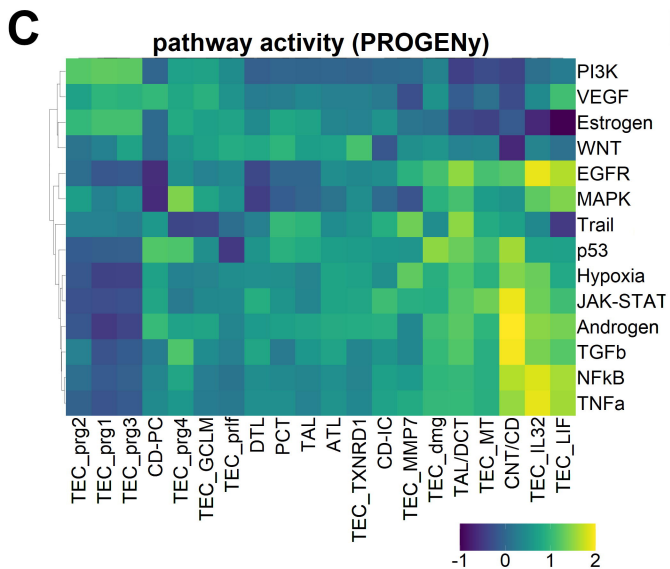 C
pathway activity (PROGENy)
PI3K
VEGF
Estrogen
WNT
EGFR
MAPK
Trail
p53
Hypoxia
JAK-STAT
Androgen
TGFb
NFkB
TNFa
TEC_prg2
TEC_prg1
TEC_prg3
CD-PC
TEC_prg4
TEC_GCLM
TEC_prlf
DTL
PCT
TAL
ATL
TEC_TXNRD1
CD-IC
TEC_MMP7
TEC_dmg
TAL/DCT
TEC_MT
CNT/CD
TEC_IL32
TEC_LIF
-1 0 1 2